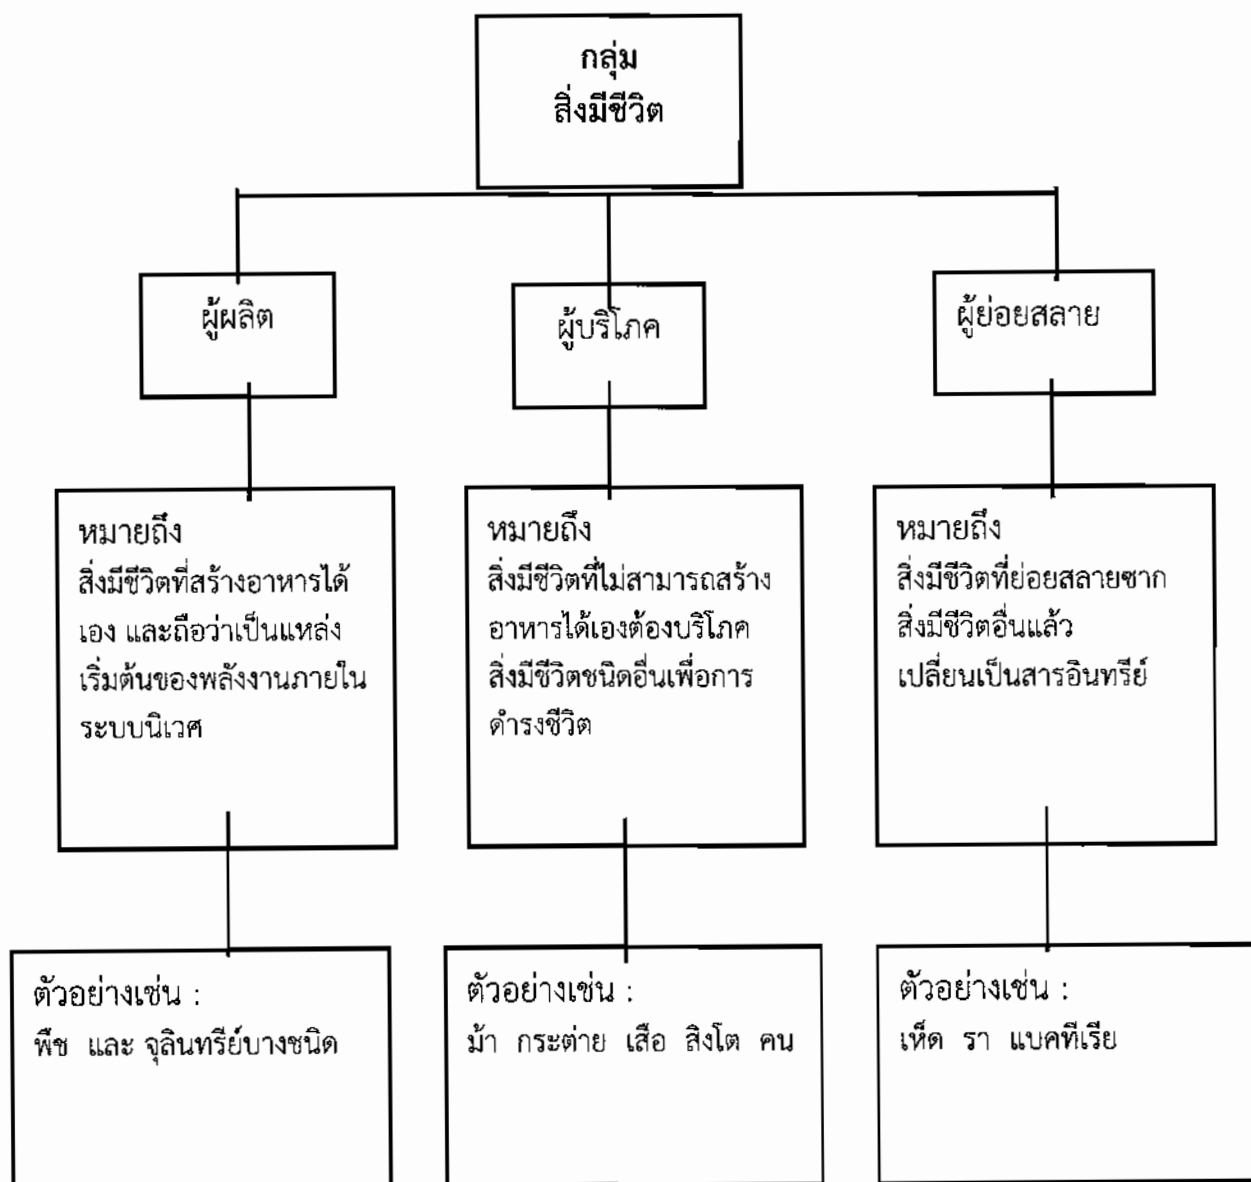 กลุ่ม
สิ่งมีชีวิต
ผู้ผลิต
ผู้บริโภค
ผู้ย่อยสลาย
หมายถึง
สิ่งมีชีวิตที่สร้างอาหารได้
เอง และถือว่าเป็นแหล่ง
เริ่มต้นของพลังงานภายใน
ระบบนิเวศ
หมายถึง
สิ่งมีชีวิตที่ไม่สามารถสร้าง
อาหารได้เองต้องบริโภค
สิ่งมีชีวิตชนิดอื่นเพื่อการ
ดำรงชีวิต
หมายถึง
สิ่งมีชีวิตที่ย่อยสลายซาก
สิ่งมีชีวิตอื่นแล้ว
เปลี่ยนเป็นสารอินทรีย์
ตัวอย่างเช่น :
พืช และ จุลินทรีย์บางชนิด
ตัวอย่างเช่น :
ม้า กระต่าย เสือ สิงโต คน
ตัวอย่างเช่น :
เห็ด รา แบคทีเรีย